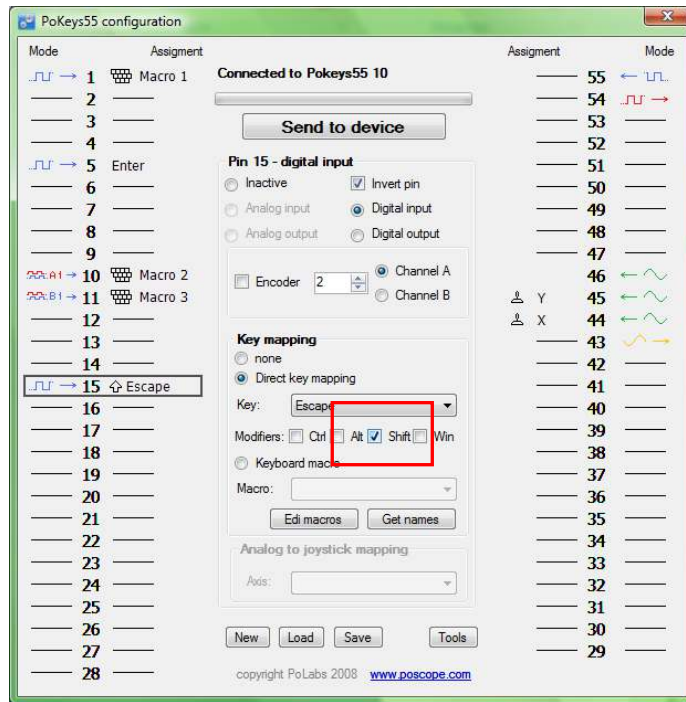 PoKeys55 configuration
Mode Assigment Assigment Mode
1 Macro 1 Connected to Pokeys55 10 55
2 54
3 Send to device 53
4 52
5 Enter Pin 15 - digital input 51
6 Inactive Invert pin 50
7 Analog input Digital input 49
8 Analog output Digital output 48
9 47
A1 10 Macro 2 Encoder 2 Channel A 46
B1 11 Macro 3 Channel B Y 45
12 X 44
13 Key mapping 43
14 none 42
15 Escape Direct key mapping 41
16 Key: Escape 40
17 Modifiers: Ctrl Alt Shift Win 39
18 Keyboard macro 38
19 Macro: 37
20 36
21 Edi macros Get names 35
22 Analog to joystick mapping 34
23 33
24 Axis: 32
25 31
26 New Load Save Tools 30
27 29
28 copyright PoLabs 2008 www.poscope.com